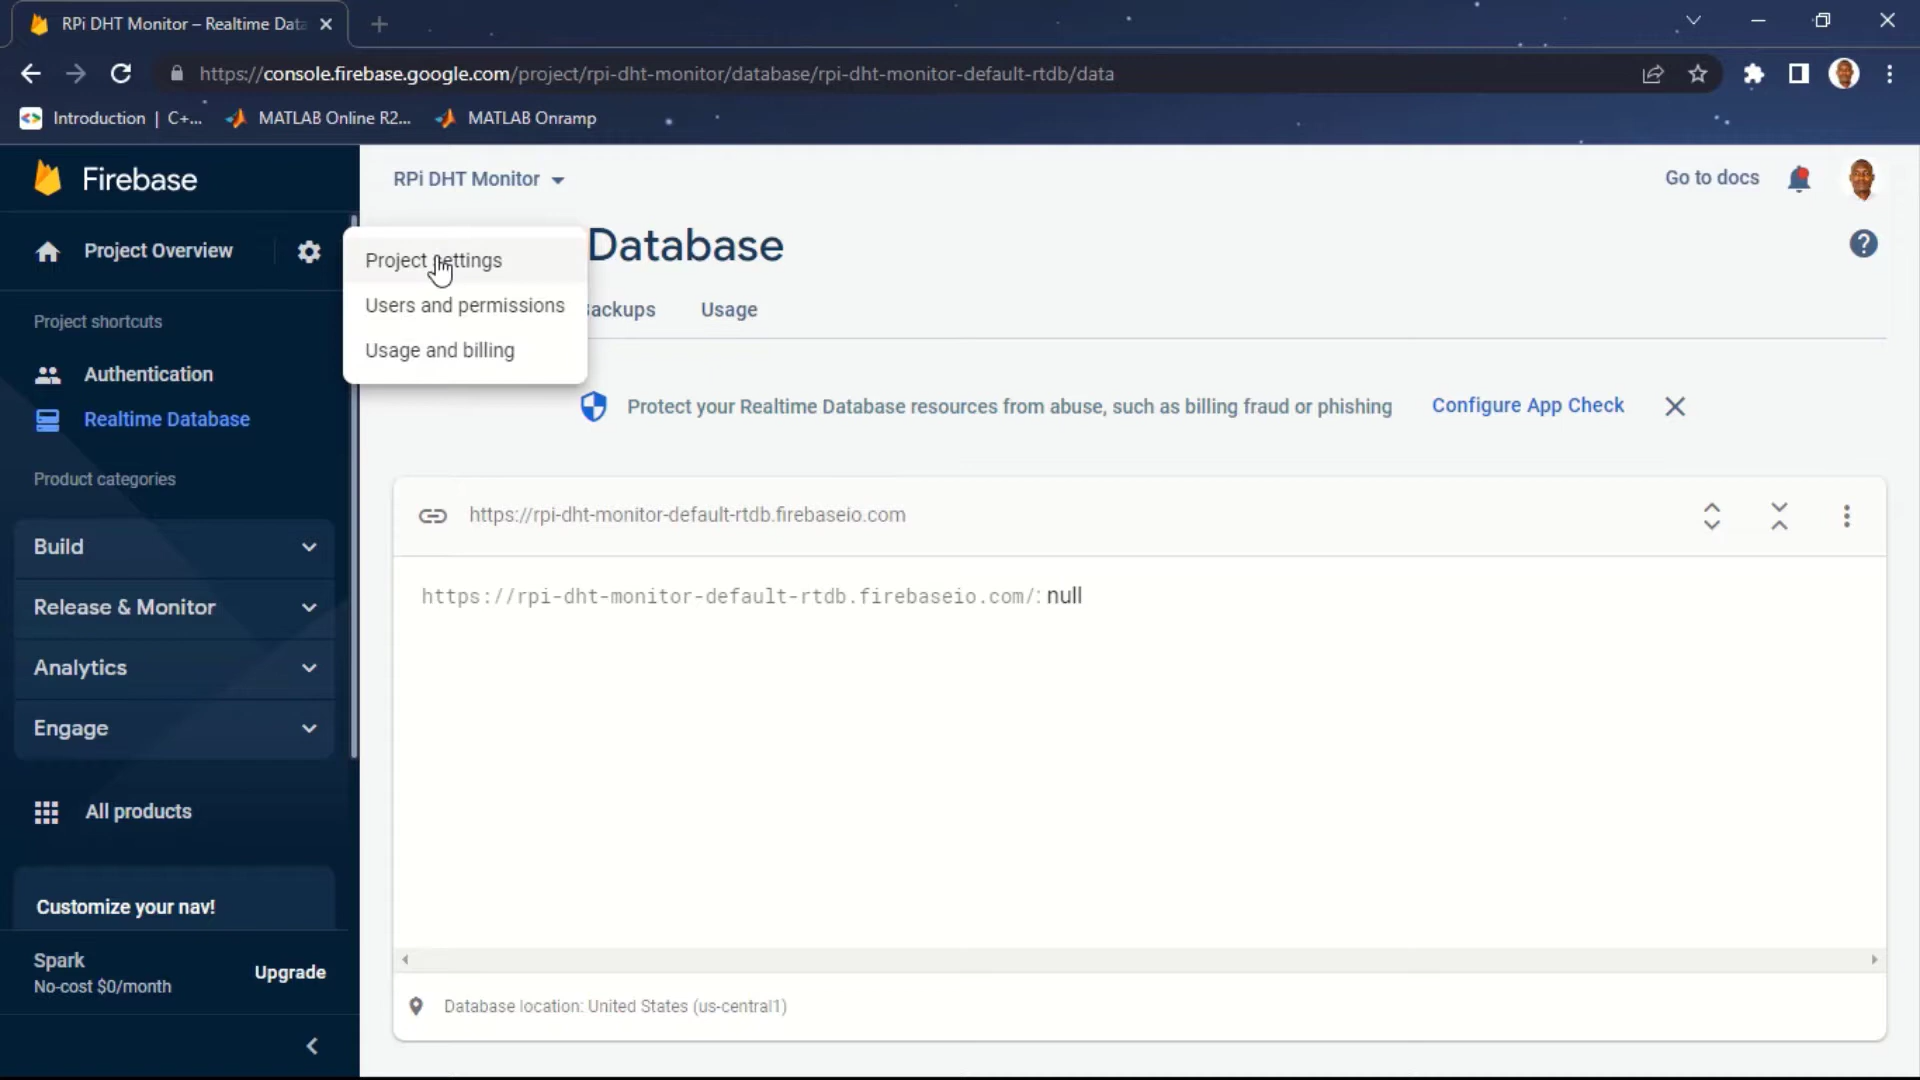 RPi DHT Monitor – Realtime Data
https://console.firebase.google.com/project/rpi-dht-monitor/database/rpi-dht-monitor-default-rtdb/data
Introduction | C+...
MATLAB Online R2...
MATLAB Onramp
Firebase
RPi DHT Monitor
Go to docs
Project Overview
Project settings
Users and permissions
Usage and billing
Database
Backups
Usage
Project shortcuts
Authentication
Realtime Database
Protect your Realtime Database resources from abuse, such as billing fraud or phishing
Configure App Check
Product categories
Build
Release & Monitor
Analytics
Engage
All products
Customize your nav!
Spark
No-cost $0/month
Upgrade
https://rpi-dht-monitor-default-rtdb.firebaseio.com
https://rpi-dht-monitor-default-rtdb.firebaseio.com/: null
Database location: United States (us-central1)